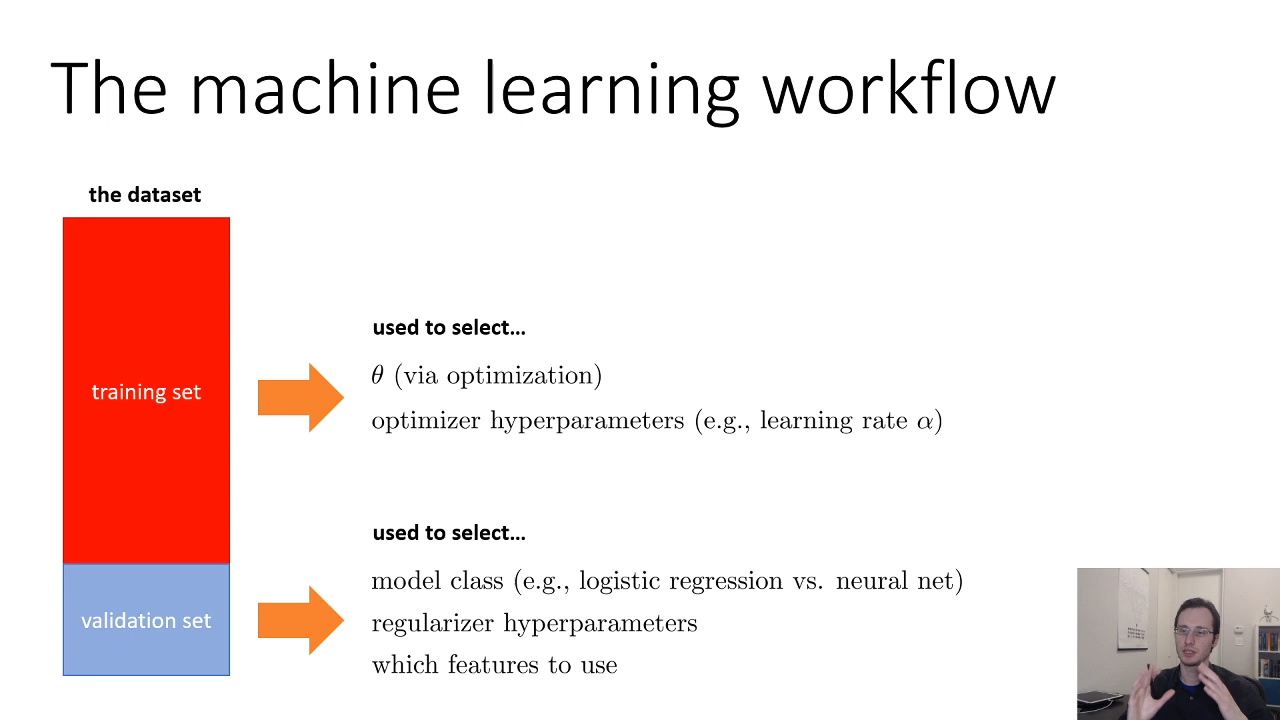 The machine learning workflow
the dataset
training set
used to select...
θ (via optimization)
optimizer hyperparameters (e.g., learning rate α)
validation set
used to select...
model class (e.g., logistic regression vs. neural net)
regularizer hyperparameters
which features to use